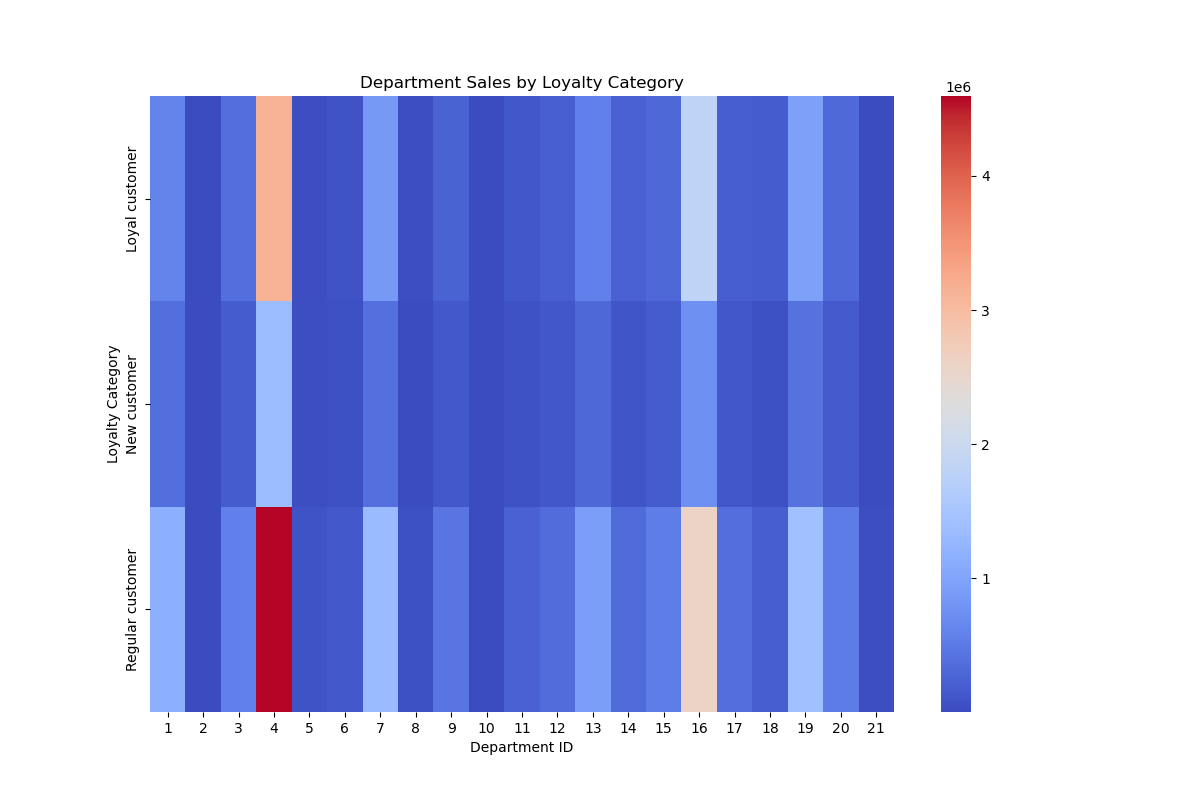 Department Sales by Loyalty Category
1e6
Loyal customer
New customer
Regular customer
Loyalty Category
4
3
2
1
1 2 3 4 5 6 7 8 9 10 11 12 13 14 15 16 17 18 19 20 21
Department ID